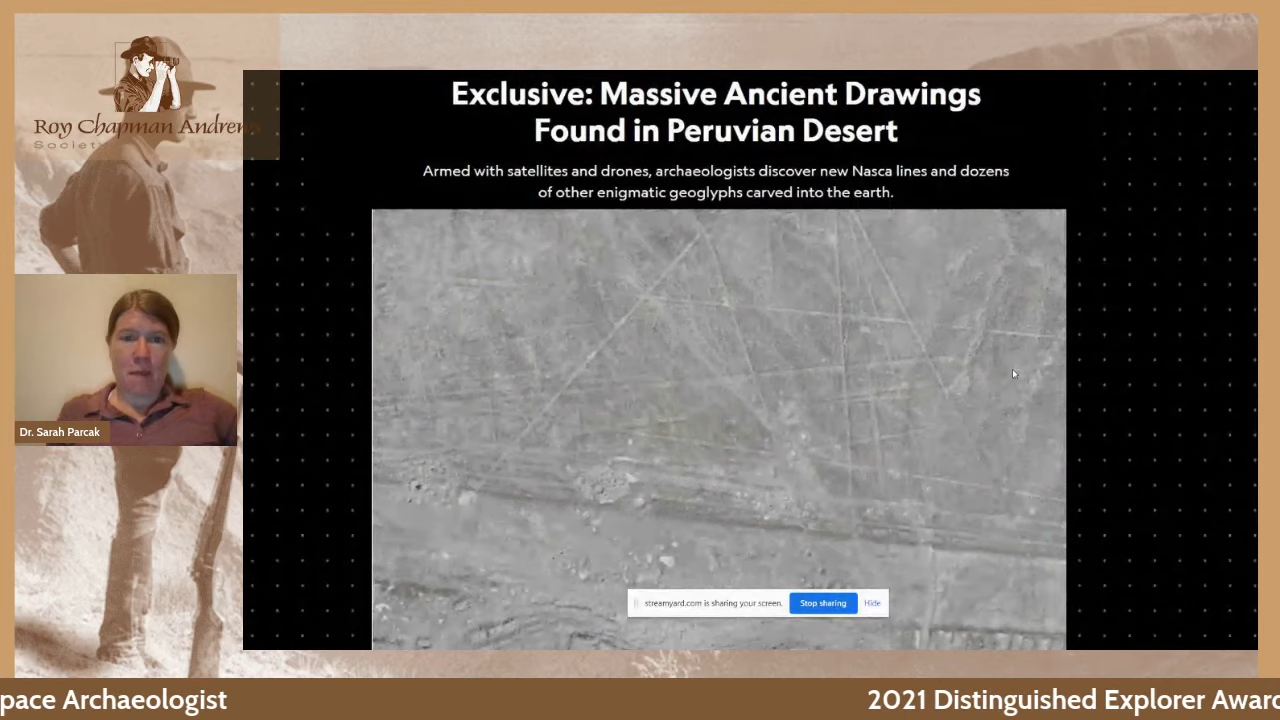 Roy Chapman Andrews
Society
Exclusive: Massive Ancient Drawings
Found in Peruvian Desert
Armed with satellites and drones, archaeologists discover new Nasca lines and dozens
of other enigmatic geoglyphs carved into the earth.
Dr. Sarah Parcak
streamyard.com is sharing your screen.
Stop sharing
Hide
pace Archaeologist
2021 Distinguished Explorer Award